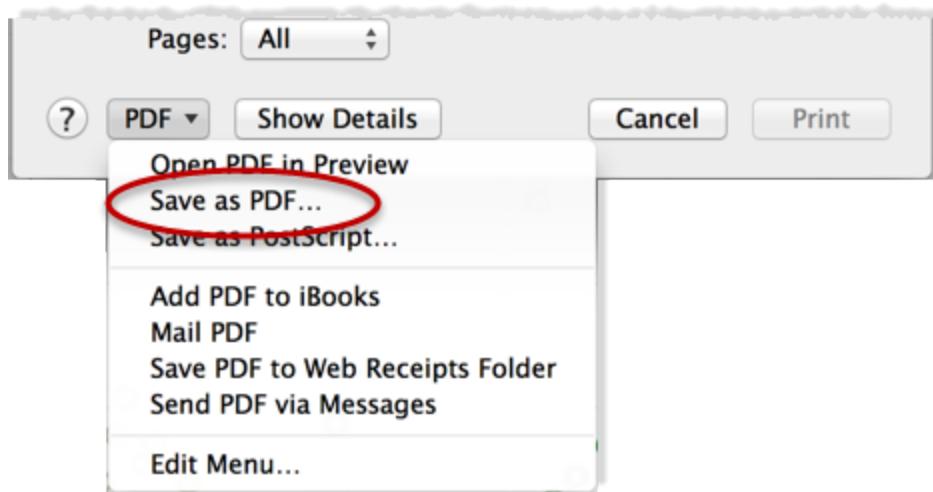 Pages: All
? PDF Show Details Cancel Print
Open PDF in Preview
Save as PDF...
Save as PostScript...
Add PDF to iBooks
Mail PDF
Save PDF to Web Receipts Folder
Send PDF via Messages
Edit Menu...